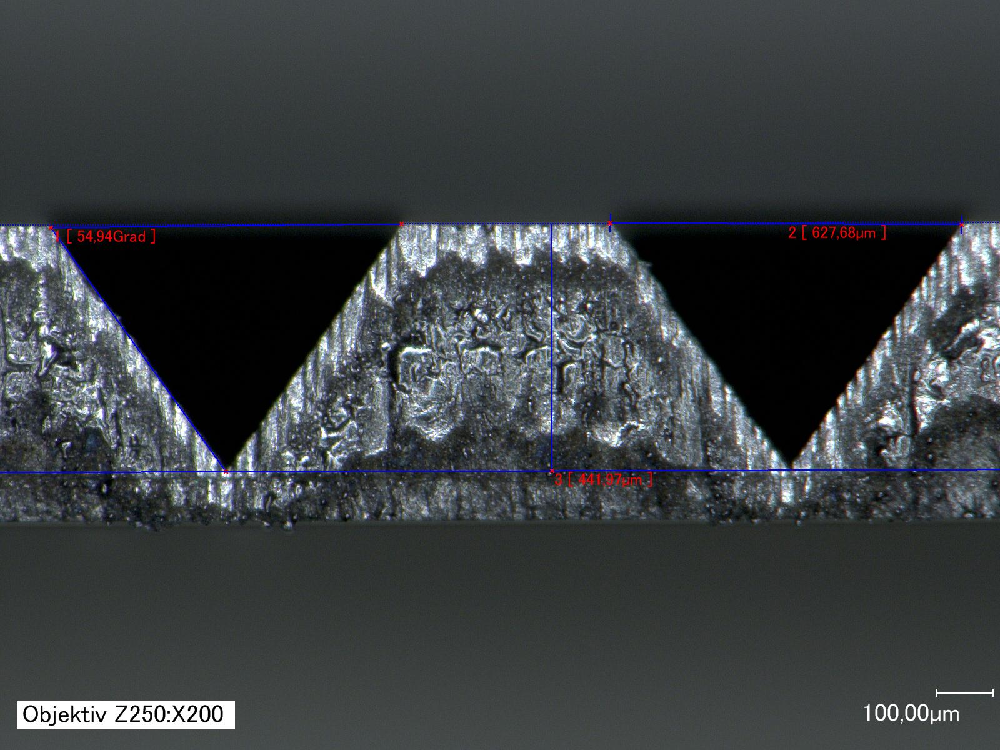 1 [ 54,94Grad ]
2 [ 627,68µm ]
3 [ 441,97µm ]
Objektiv Z250:X200
100,00µm